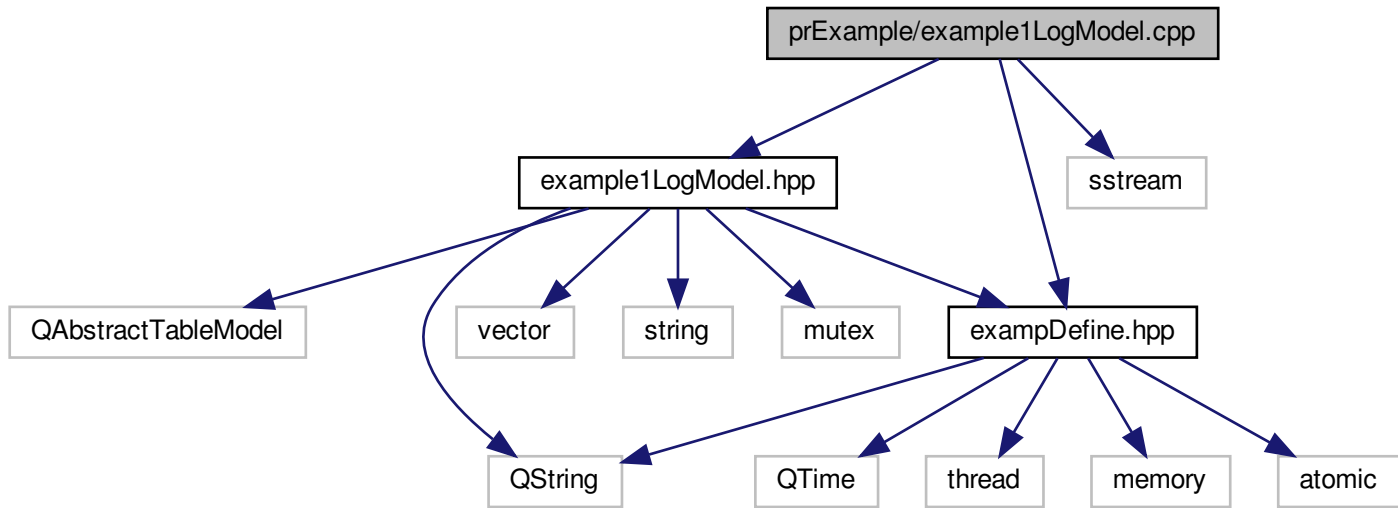 prExample/example1LogModel.cpp
example1LogModel.hpp
sstream
QAbstractTableModel
vector
string
mutex
exampDefine.hpp
QString
QTime
thread
memory
atomic